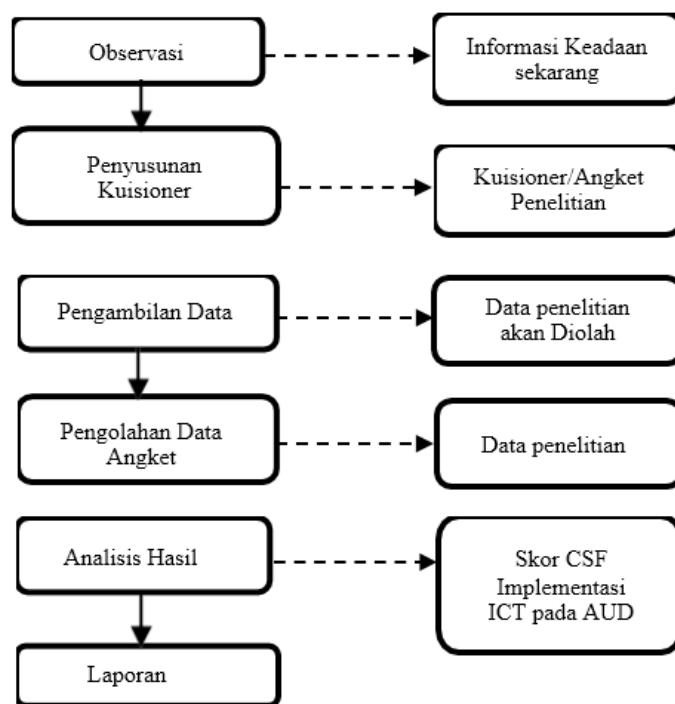 Observasi
Informasi Keadaan
sekarang
Penyusunan
Kuisioner
Kuisioner/Angket
Penelitian
Pengambilan Data
Data penelitian
akan Diolah
Pengolahan Data
Angket
Data penelitian
Analisis Hasil
Skor CSF
Implementasi
ICT pada AUD
Laporan